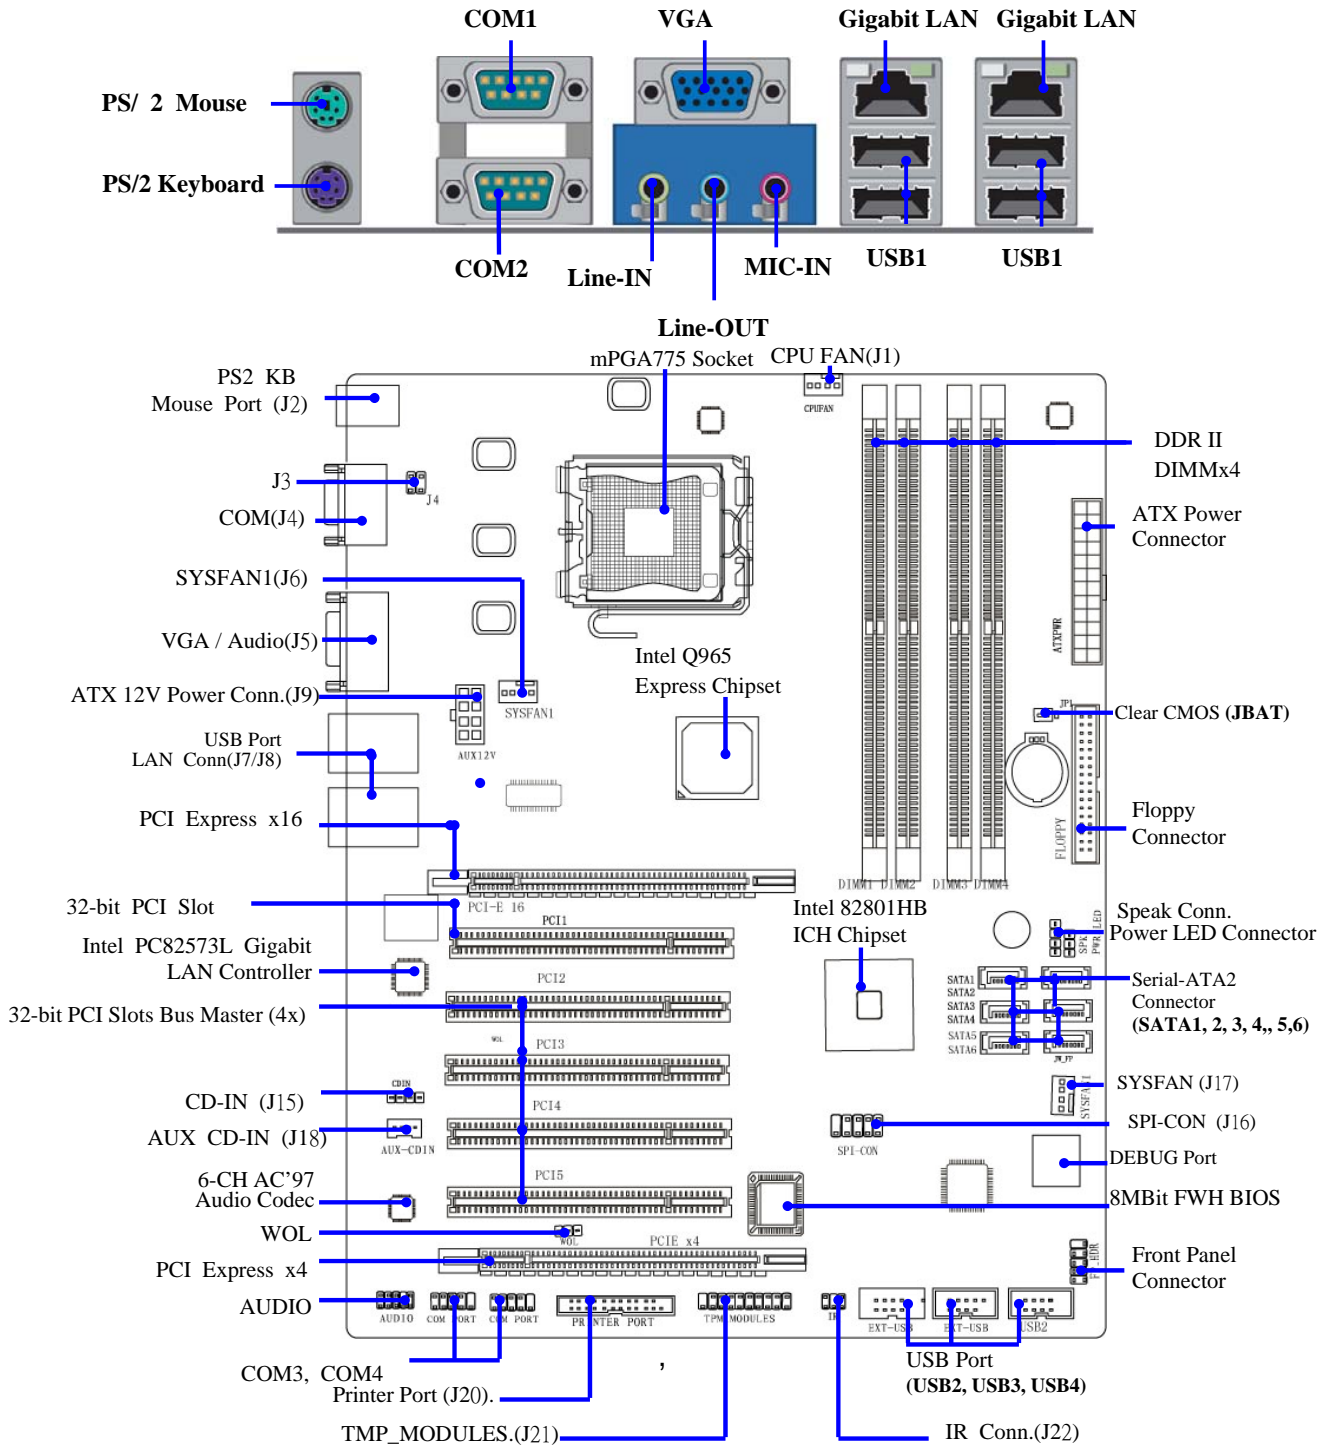 COM1
VGA
Gigabit LAN
Gigabit LAN
PS/ 2 Mouse
PS/2 Keyboard
COM2
Line-IN
MIC-IN
USB1
USB1
Line-OUT
mPGA775 Socket
CPU FAN(J1)
PS2 KB
Mouse Port (J2)
CPUFAN
DDR II
DIMMx4
J3
J4
COM(J4)
ATX Power
Connector
SYSFAN1(J6)
VGA / Audio(J5)
ATXPWR
Intel Q965
Express Chipset
ATX 12V Power Conn.(J9)
SYSFAN1
JP1
Clear CMOS (JBAT)
USB Port
LAN Conn(J7/J8)
AUX12V
PCI Express x16
Floppy
Connector
FLOPPY
DIMM1 DIMM2 DIMM3 DIMM4
32-bit PCI Slot
PCI-E 16
PCI1
Intel 82801HB
ICH Chipset
Speak Conn.
Power LED Connector
SPK
PWR_LED
Intel PC82573L Gigabit
LAN Controller
PCI2
SATA1
SATA2
SATA3
SATA4
SATA5
SATA6
Serial-ATA2
Connector
(SATA1, 2, 3, 4,, 5,6)
32-bit PCI Slots Bus Master (4x)
WOL
PCI3
JW_FP
CDIN
CD-IN (J15)
SYSFAN (J17)
SYSFAN1
PCI4
AUX CD-IN (J18)
AUX-CDIN
SPI-CON (J16)
SPI-CON
DEBUG Port
6-CH AC’97
Audio Codec
PCI5
8MBit FWH BIOS
WOL
WOL
PCIE x4
PCI Express x4
Front Panel
Connector
AUDIO
AUDIO
COM PORT
COM PORT
PRINTER PORT
TPM MODULES
IR
EXT-USB
EXT-USB
USB2
COM3, COM4
,
USB Port
(USB2, USB3, USB4)
Printer Port (J20).
TMP_MODULES.(J21)
IR Conn.(J22)